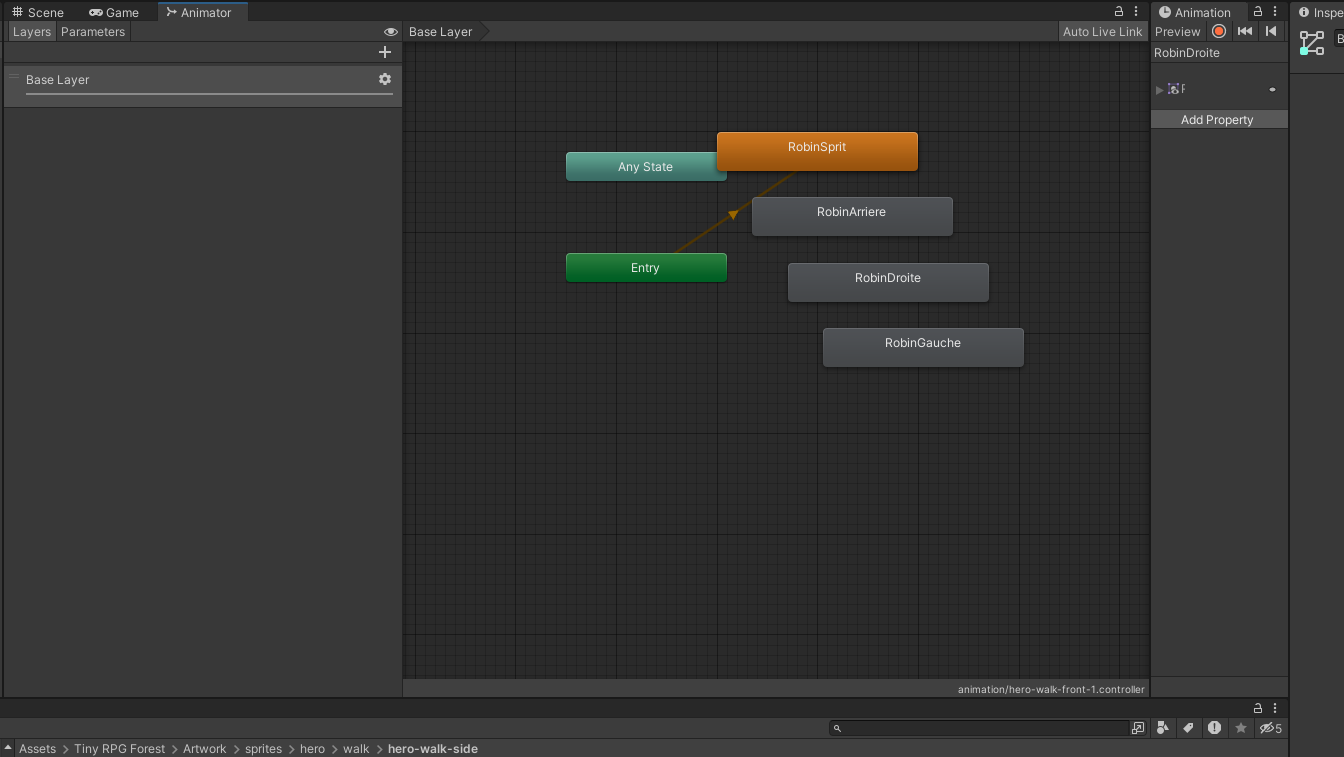 Scene Game Animator Animation Inspe
Layers Parameters Base Layer Auto Live Link Preview
RobinDroite
Base Layer
Add Property
RobinSprit
Any State
RobinArriere
Entry
RobinDroite
RobinGauche
animation/hero-walk-front-1.controller
5
Assets > Tiny RPG Forest > Artwork > sprites > hero > walk > hero-walk-side